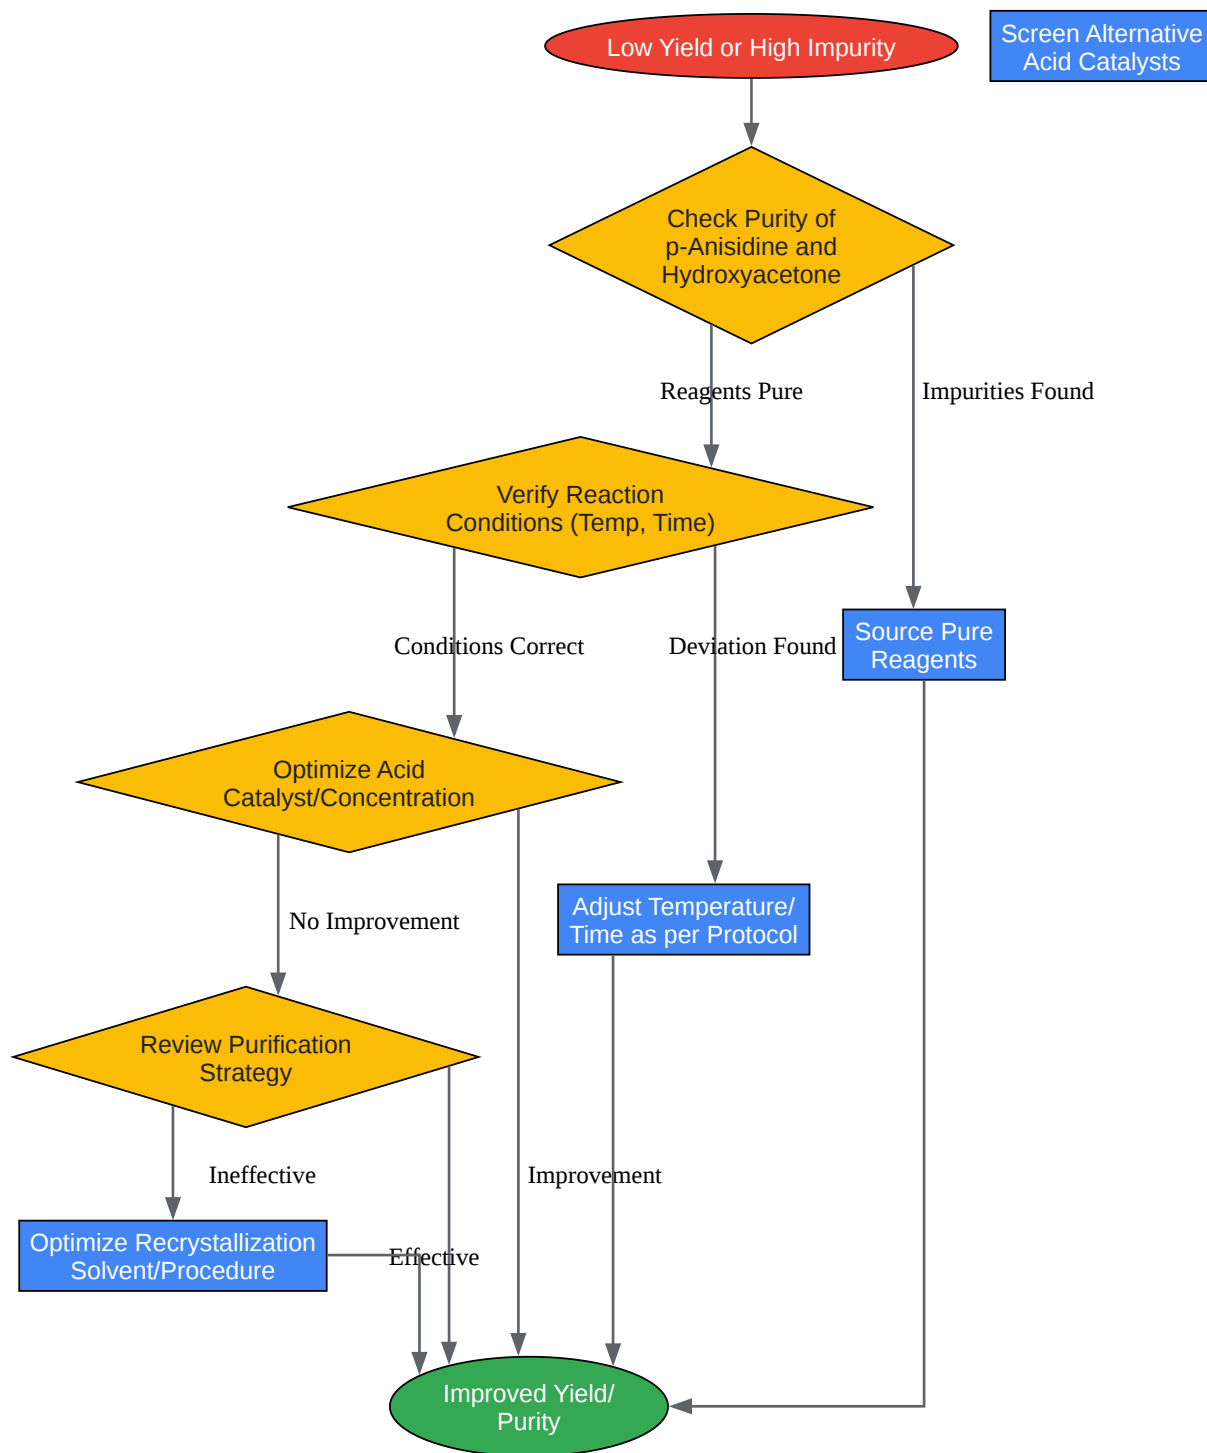 Low Yield or High Impurity
Screen Alternative
Acid Catalysts
Check Purity of
p-Anisidine and
Hydroxyacetone
Reagents Pure
Impurities Found
Verify Reaction
Conditions (Temp, Time)
Conditions Correct
Deviation Found
Source Pure
Reagents
Optimize Acid
Catalyst/Concentration
No Improvement
Adjust Temperature/
Time as per Protocol
Review Purification
Strategy
Ineffective
Improvement
Optimize Recrystallization
Solvent/Procedure
Effective
Improved Yield/
Purity